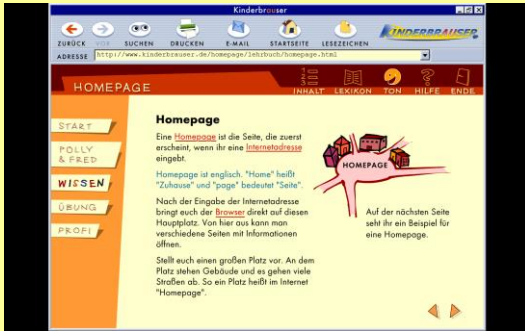 Kinderbrauser
ZURÜCK VOR SUCHEN DRUCKEN E-MAIL STARTSEITE LESEZEICHEN
KINDERBRAUSER
ADRESSE http://www.kinderbrauser.de/homepage/lehrbuch/homepage.html
HOMEPAGE
INHALT LEXIKON TON HILFE ENDE
START
POLLY
& FRED
WISSEN
ÜBUNG
PROFI
Homepage
Eine Homepage ist die Seite, die zuerst
erscheint, wenn ihr eine Internetadresse
eingebt.
Homepage ist englisch. "Home" heißt
"Zuhause" und "page" bedeutet "Seite".
Nach der Eingabe der Internetadresse
bringt euch der Browser direkt auf diesen
Hauptplatz. Von hier aus kann man
verschiedene Seiten mit Informationen
öffnen.
Stellt euch einen großen Platz vor. An dem
Platz stehen Gebäude und es gehen viele
Straßen ab. So ein Platz heißt im Internet
"Homepage".
HOMEPAGE
Auf der nächsten Seite
seht ihr ein Beispiel für
eine Homepage.